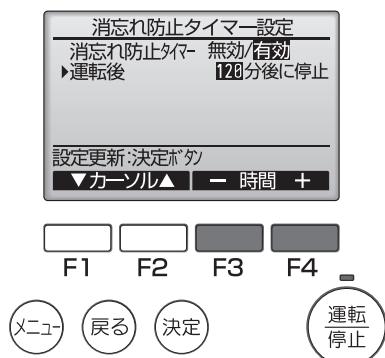 消忘れ防止タイマー設定
消忘れ防止ﾀｲﾏｰ 無効/有効
▶運転後 120分後に停止
設定更新:決定ﾎﾞﾀﾝ
▼カーソル▲ － 時間 ＋
F1 F2 F3 F4
メニュー 戻る 決定 運転
停止